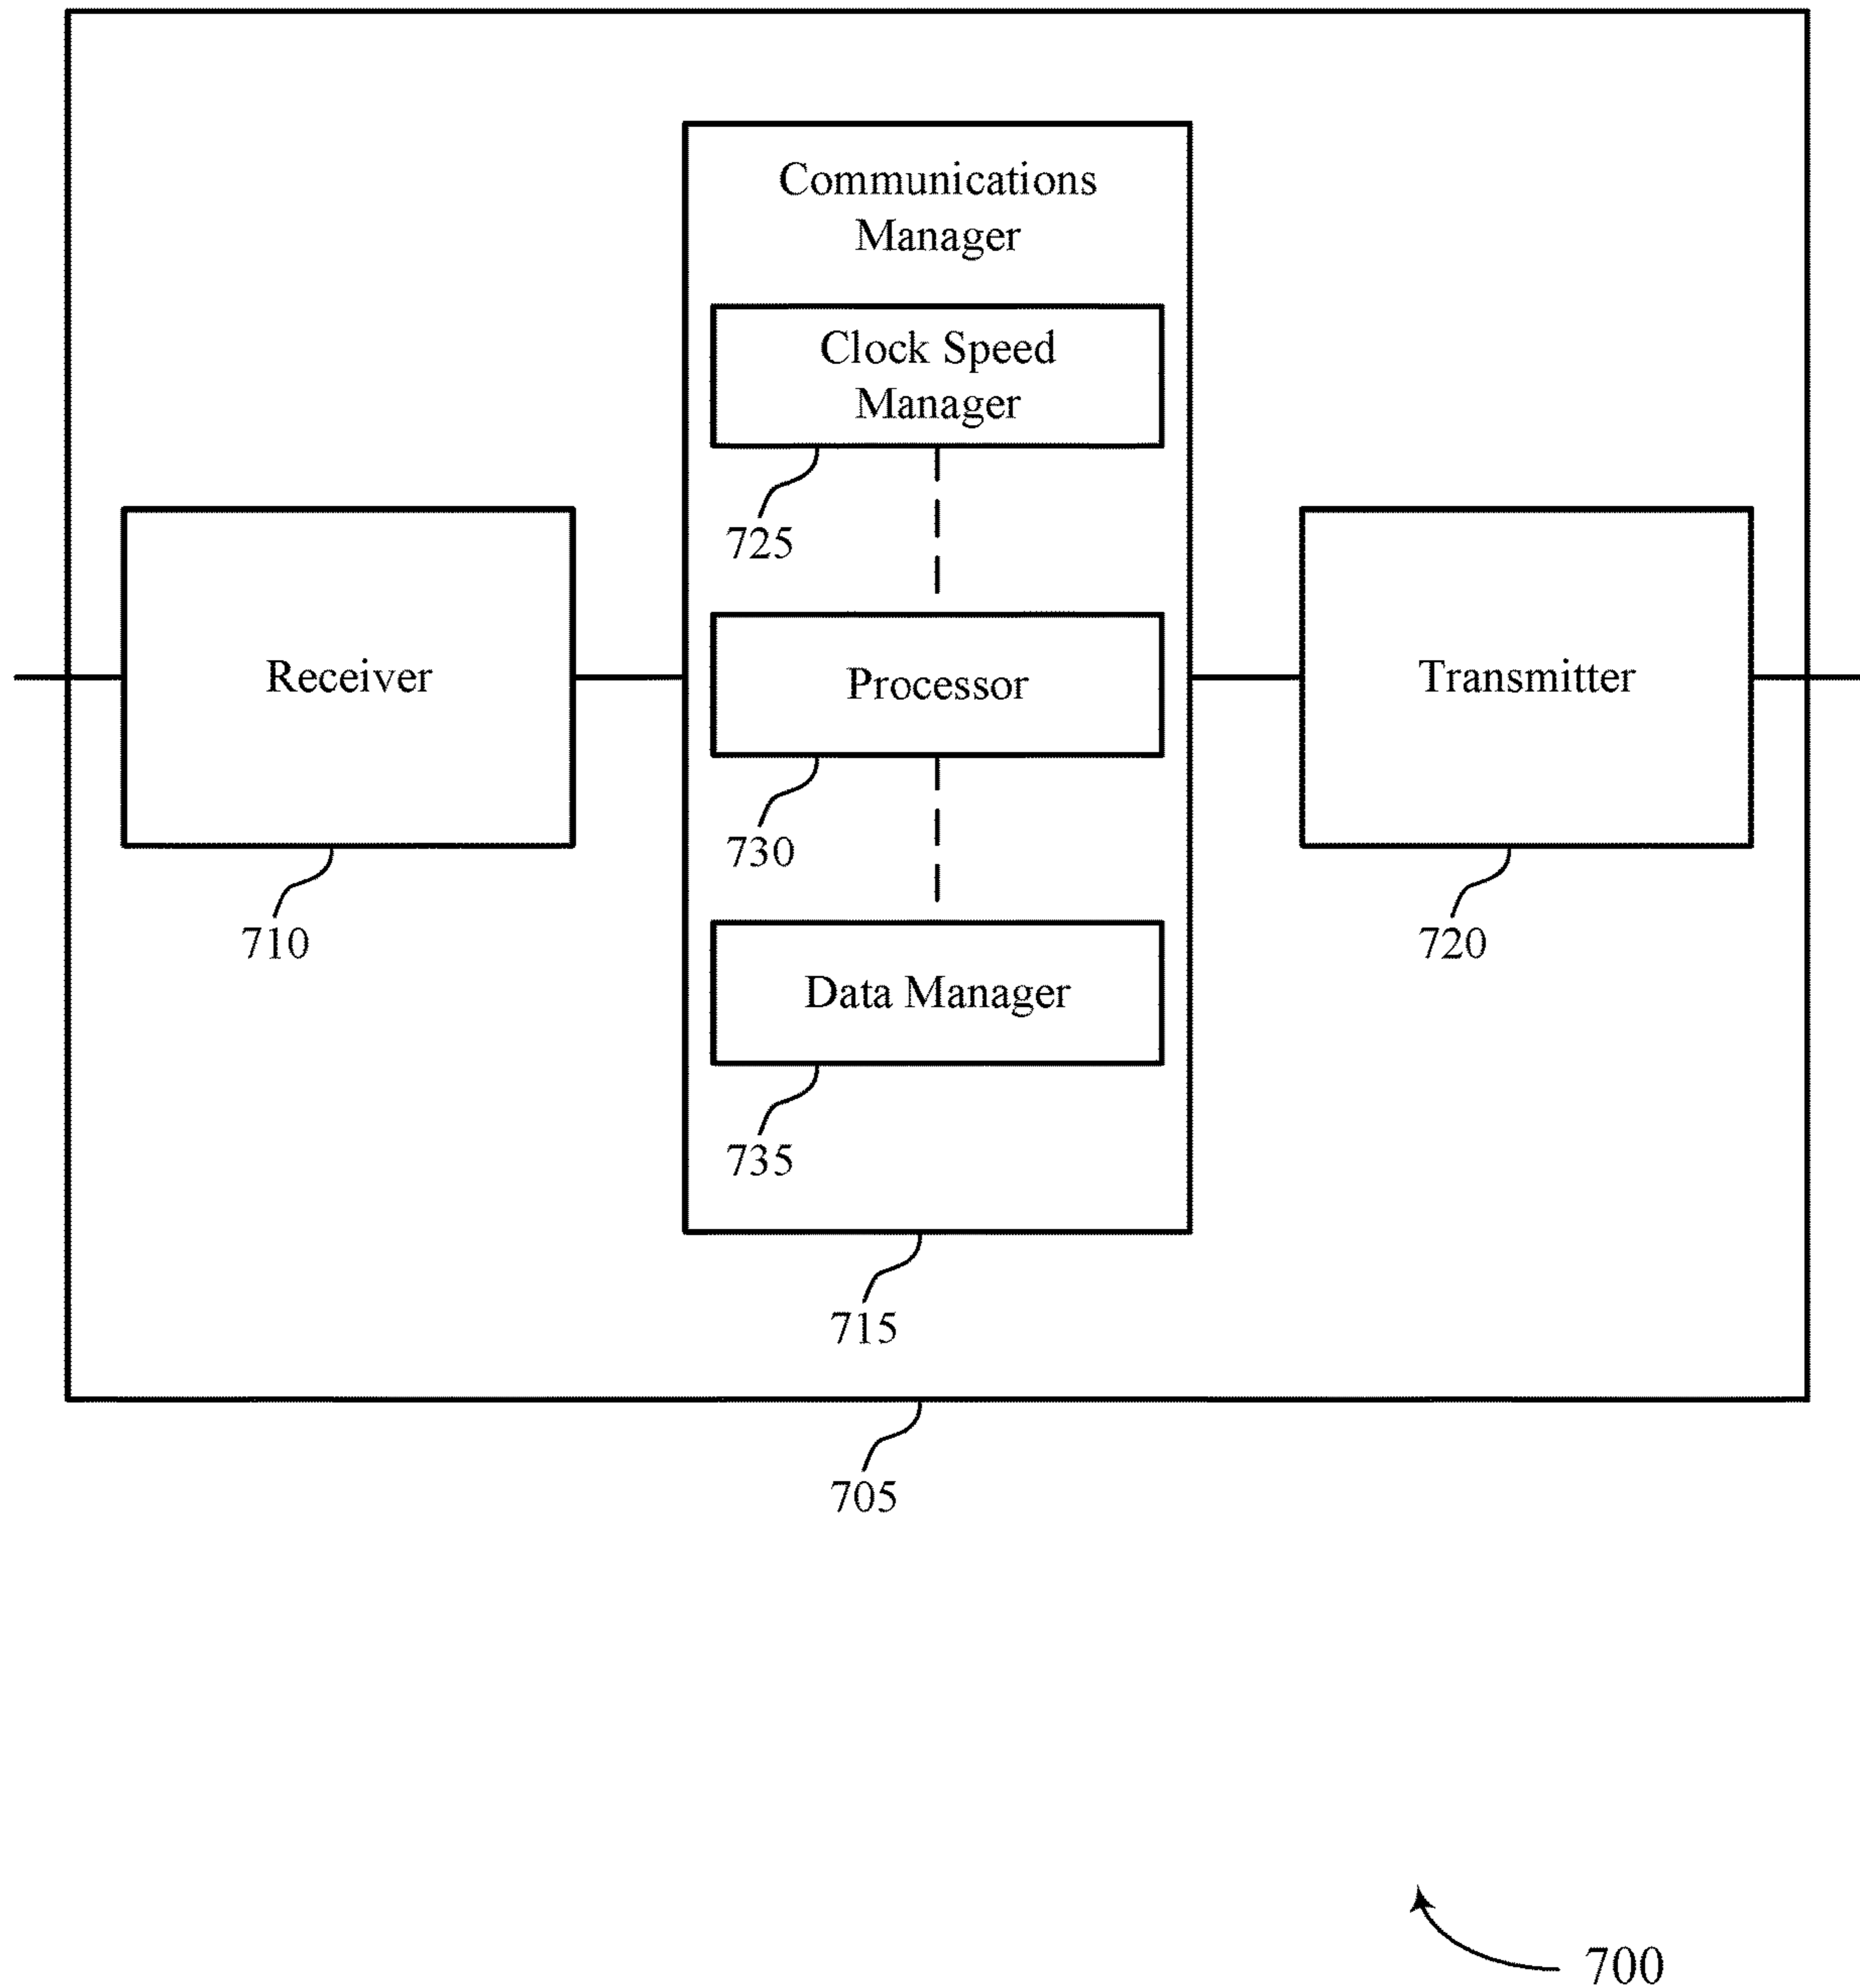 Communications
Manager
Clock Speed
Manager
725
Receiver
Processor
Transmitter
730
710
720
Data Manager
735
715
705
700